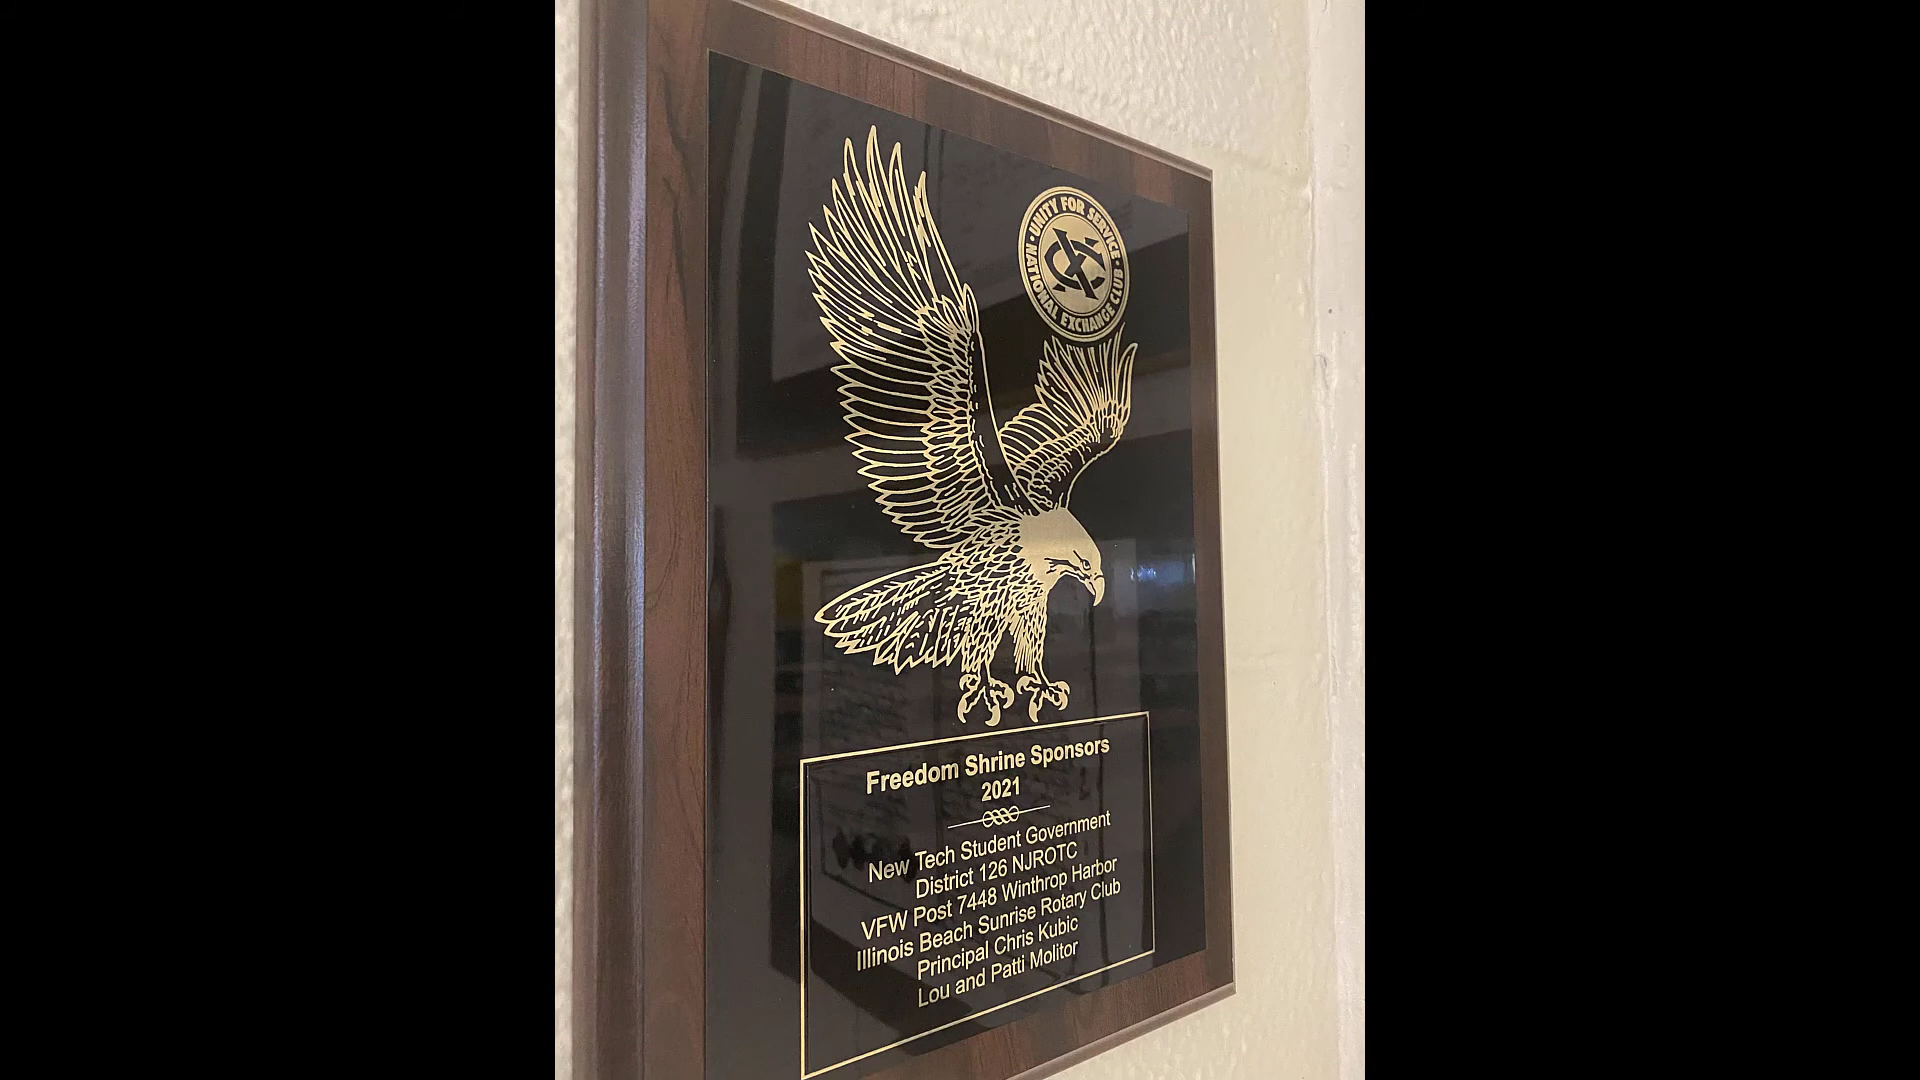 UNITY FOR SERVICE
NATIONAL EXCHANGE CLUB
Freedom Shrine Sponsors
2021
New Tech Student Government
District 126 NJROTC
VFW Post 7448 Winthrop Harbor
Illinois Beach Sunrise Rotary Club
Principal Chris Kubic
Lou and Patti Molitor